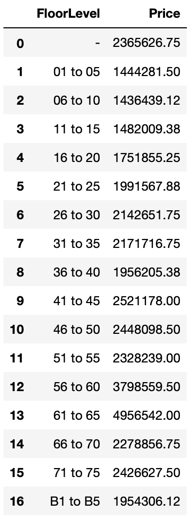 FloorLevel Price
0 - 2365626.75
1 01 to 05 1444281.50
2 06 to 10 1436439.12
3 11 to 15 1482009.38
4 16 to 20 1751855.25
5 21 to 25 1991567.88
6 26 to 30 2142651.75
7 31 to 35 2171716.75
8 36 to 40 1956205.38
9 41 to 45 2521178.00
10 46 to 50 2448098.50
11 51 to 55 2328239.00
12 56 to 60 3798559.50
13 61 to 65 4956542.00
14 66 to 70 2278856.75
15 71 to 75 2426627.50
16 B1 to B5 1954306.12